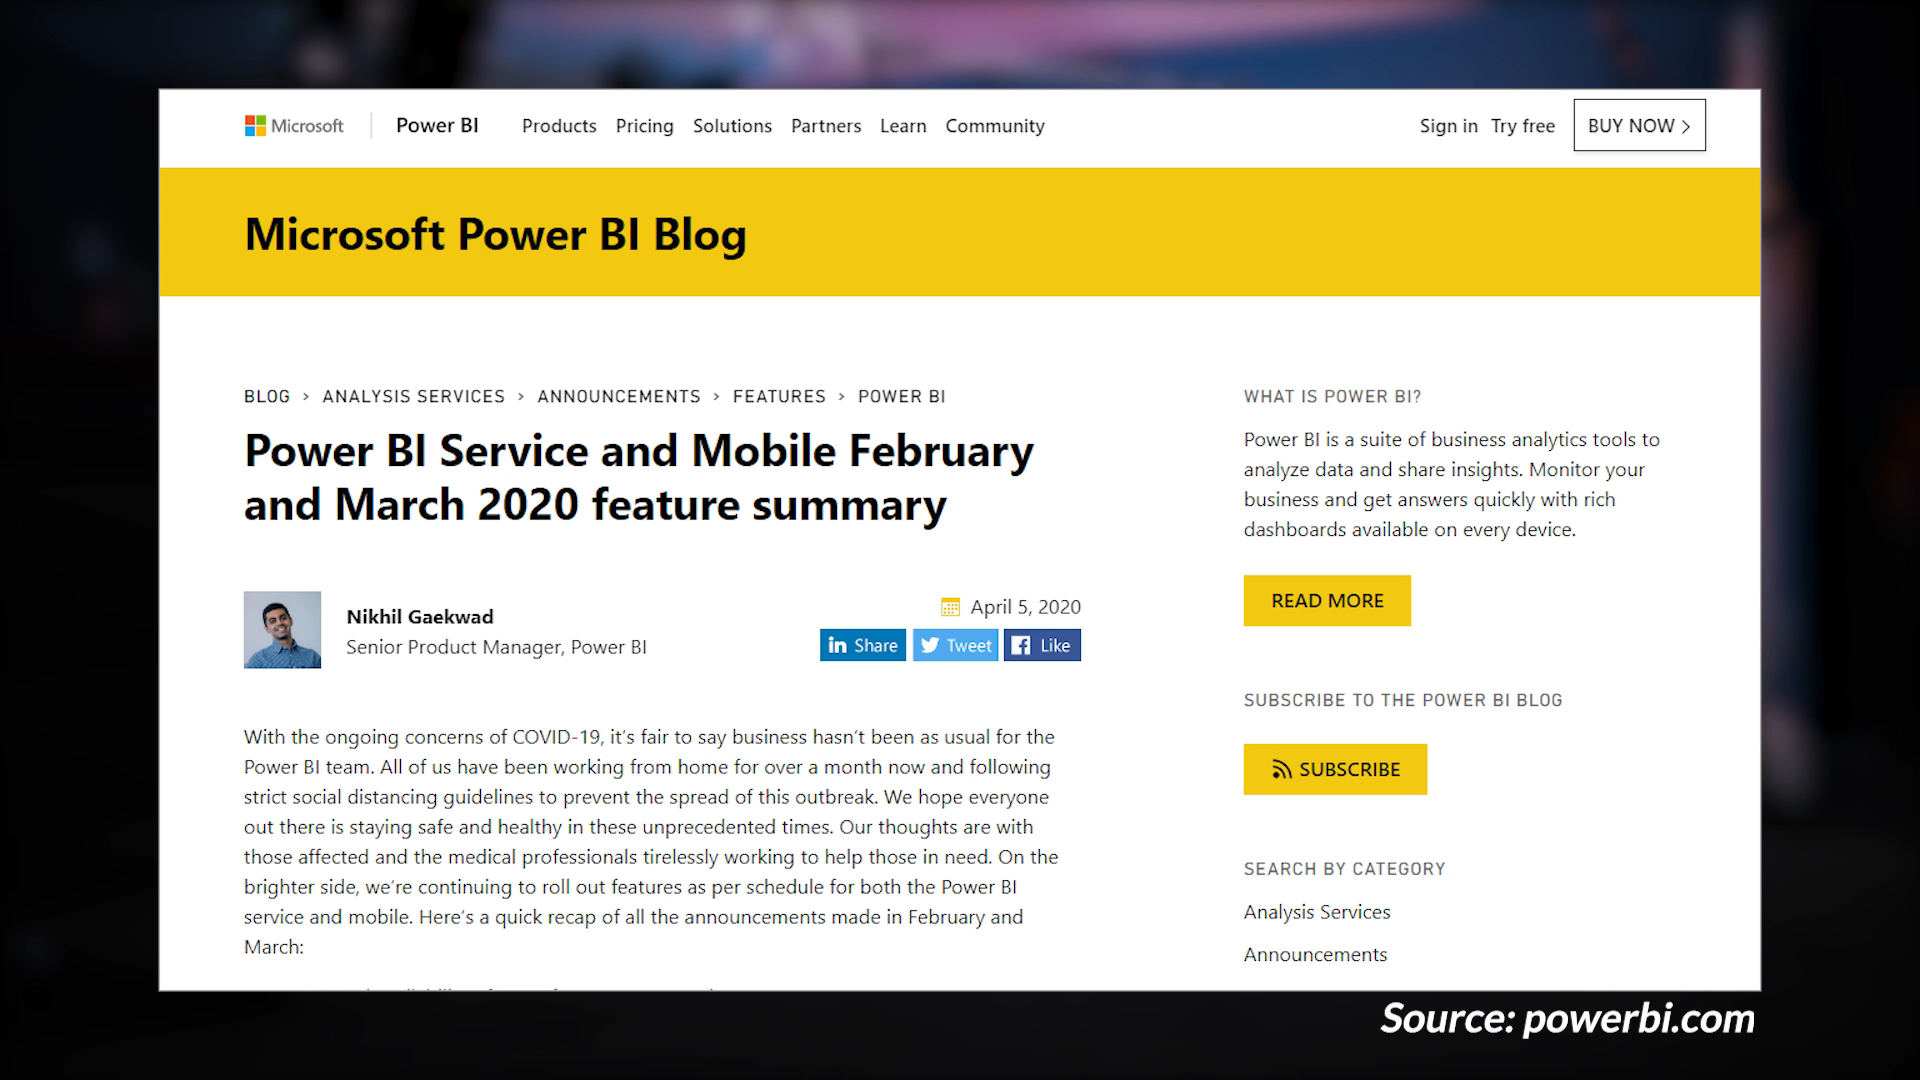 Microsoft Power BI Products Pricing Solutions Partners Learn Community Sign in Try free BUY NOW >
Microsoft Power BI Blog
BLOG > ANALYSIS SERVICES > ANNOUNCEMENTS > FEATURES > POWER BI
Power BI Service and Mobile February
and March 2020 feature summary
Nikhil Gaekwad
Senior Product Manager, Power BI
April 5, 2020
in Share Tweet Like
With the ongoing concerns of COVID-19, it’s fair to say business hasn’t been as usual for the
Power BI team. All of us have been working from home for over a month now and following
strict social distancing guidelines to prevent the spread of this outbreak. We hope everyone
out there is staying safe and healthy in these unprecedented times. Our thoughts are with
those affected and the medical professionals tirelessly working to help those in need. On the
brighter side, we’re continuing to roll out features as per schedule for both the Power BI
service and mobile. Here’s a quick recap of all the announcements made in February and
March:
WHAT IS POWER BI?
Power BI is a suite of business analytics tools to
analyze data and share insights. Monitor your
business and get answers quickly with rich
dashboards available on every device.
READ MORE
SUBSCRIBE TO THE POWER BI BLOG
SUBSCRIBE
SEARCH BY CATEGORY
Analysis Services
Announcements
Source: powerbi.com